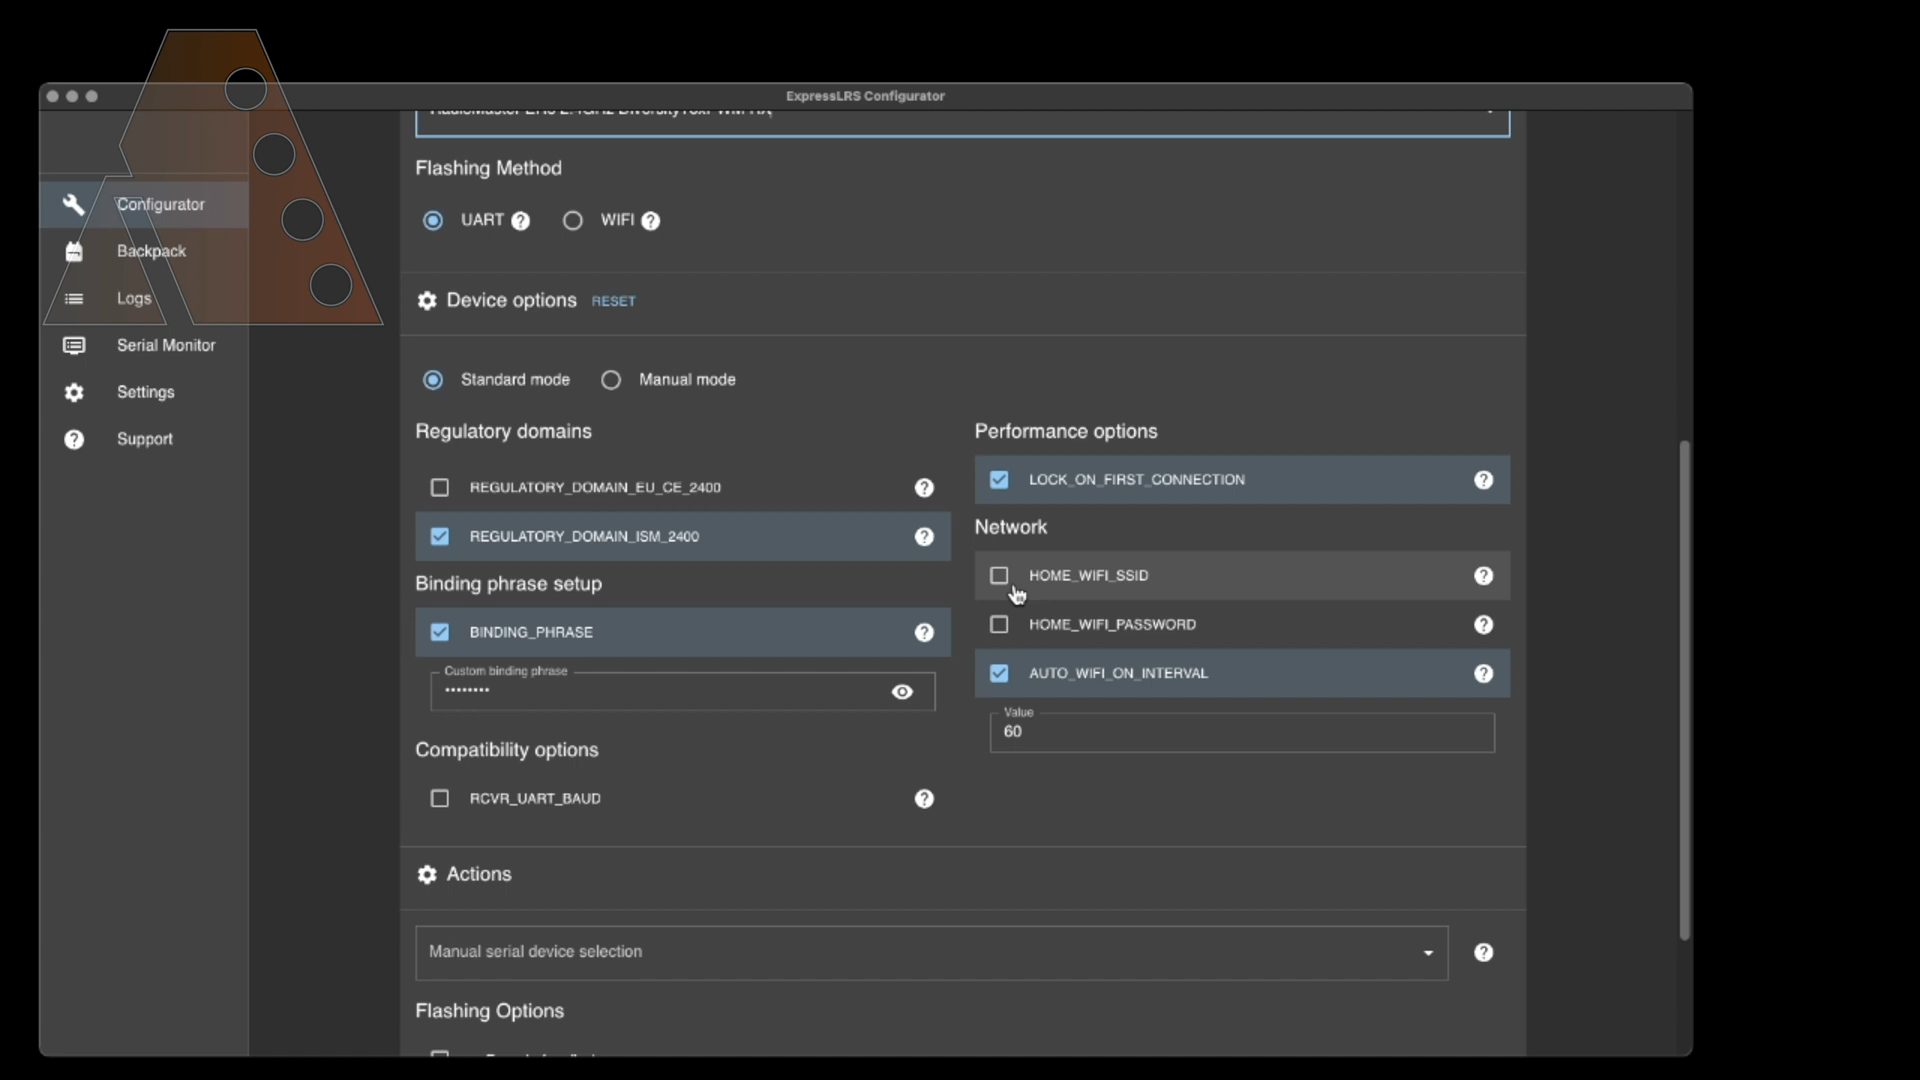 ExpressLRS Configurator
Configurator
Backpack
Logs
Serial Monitor
Settings
Support
Flashing Method
UART ?
WIFI ?
Device options RESET
Standard mode
Manual mode
Regulatory domains
REGULATORY_DOMAIN_EU_CE_2400 ?
REGULATORY_DOMAIN_ISM_2400 ?
Binding phrase setup
BINDING_PHRASE ?
Custom binding phrase
••••••••
Compatibility options
RCVR_UART_BAUD ?
Performance options
LOCK_ON_FIRST_CONNECTION ?
Network
HOME_WIFI_SSID ?
HOME_WIFI_PASSWORD ?
AUTO_WIFI_ON_INTERVAL ?
Value
60
Actions
Manual serial device selection ?
Flashing Options